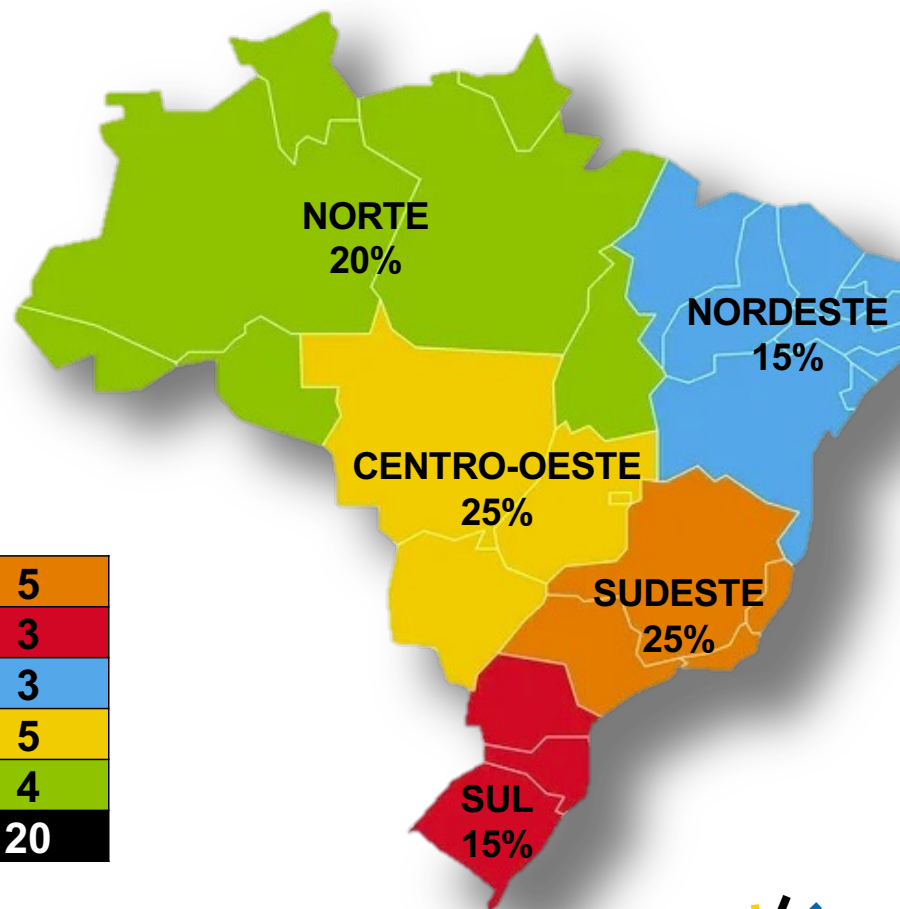 NORTE
20%
NORDESTE
15%
CENTRO-OESTE
25%
SUDESTE
25%
SUL
15%
5
3
3
5
4
20